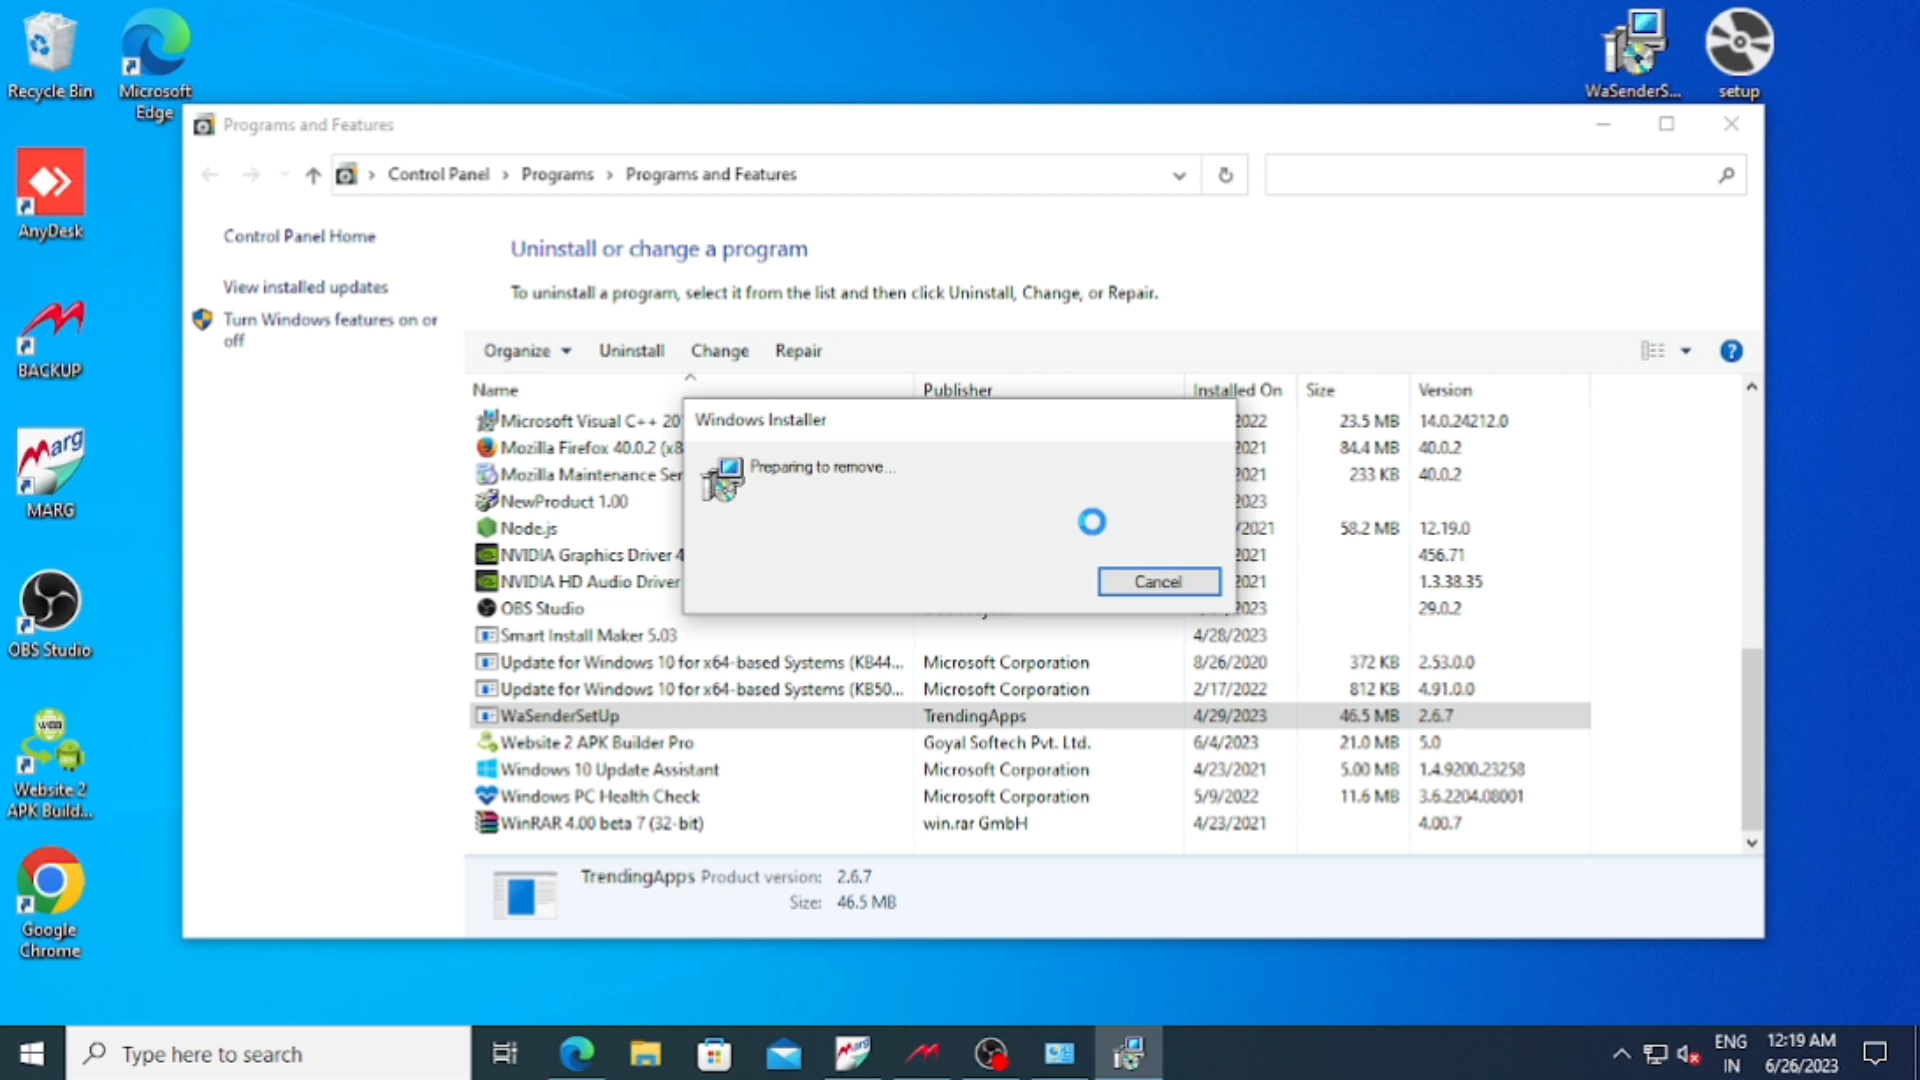 Recycle Bin
Microsoft
Edge
WaSenderS...
setup
AnyDesk
BACKUP
MARG
OBS Studio
Website 2
APK Build...
Google
Chrome
Programs and Features
Control Panel
Programs
Programs and Features
Control Panel Home
View installed updates
Turn Windows features on or
off
Uninstall or change a program
To uninstall a program, select it from the list and then click Uninstall, Change, or Repair.
Organize Uninstall Change Repair
Name Publisher Installed On Size Version
Microsoft Visual C++ 20 2022 23.5 MB 14.0.24212.0
Mozilla Firefox 40.0.2 (x8 2021 84.4 MB 40.0.2
Mozilla Maintenance Ser 2021 233 KB 40.0.2
NewProduct 1.00 2023
Node.js /2021 58.2 MB 12.19.0
NVIDIA Graphics Driver 4 2021 456.71
NVIDIA HD Audio Driver 2021 1.3.38.35
OBS Studio 2023 29.0.2
Smart Install Maker 5.03 4/28/2023
Update for Windows 10 for x64-based Systems (KB44... Microsoft Corporation 8/26/2020 372 KB 2.53.0.0
Update for Windows 10 for x64-based Systems (KB50... Microsoft Corporation 2/17/2022 812 KB 4.91.0.0
WaSenderSetUp TrendingApps 4/29/2023 46.5 MB 2.6.7
Website 2 APK Builder Pro Goyal Softech Pvt. Ltd. 6/4/2023 21.0 MB 5.0
Windows 10 Update Assistant Microsoft Corporation 4/23/2021 5.00 MB 1.4.9200.23258
Windows PC Health Check Microsoft Corporation 5/9/2022 11.6 MB 3.6.2204.08001
WinRAR 4.00 beta 7 (32-bit) win.rar GmbH 4/23/2021 4.00.7
Windows Installer
Preparing to remove...
Cancel
TrendingApps Product version: 2.6.7
Size: 46.5 MB
Type here to search
ENG
IN
12:19 AM
6/26/2023